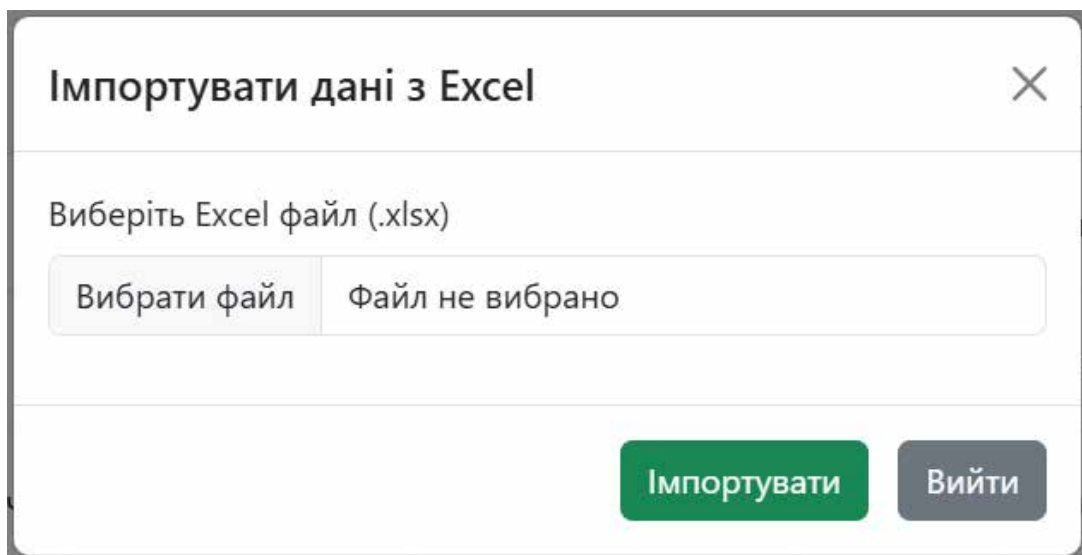 Імпортувати дані з Excel
Виберіть Excel файл (.xlsx)
Вибрати файл Файл не вибрано
Імпортувати Вийти